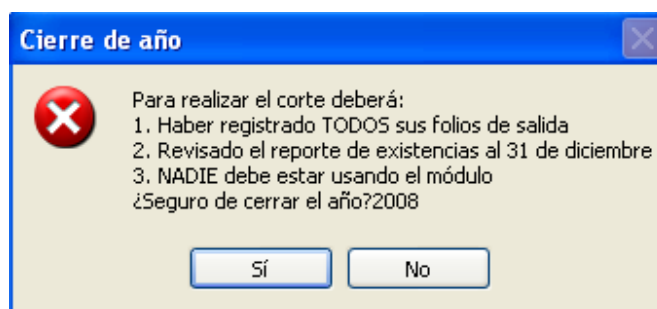 Cierre de año
Para realizar el corte deberá:
1. Haber registrado TODOS sus folios de salida
2. Revisado el reporte de existencias al 31 de diciembre
3. NADIE debe estar usando el módulo
¿Seguro de cerrar el año?2008
Sí
No